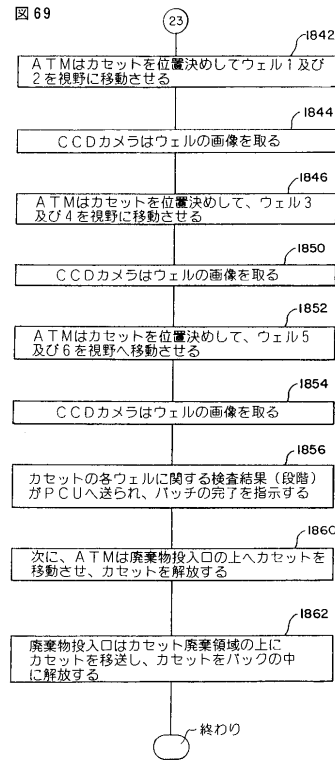 図69
23
1842
ATMはカセットを位置決めしてウェル1及び
2を視野に移動させる
1844
CCDカメラはウェルの画像を取る
1846
ATMはカセットを位置決めして、ウェル3
及び4を視野に移動させる
1850
CCDカメラはウェルの画像を取る
1852
ATMはカセットを位置決めして、ウェル5
及び6を視野へ移動させる
1854
CCDカメラはウェルの画像を取る
1856
カセットの各ウェルに関する検査結果（段階）
がPCUへ送られ、バッチの完了を指示する
1860
次に、ATMは廃棄物投入口の上へカセットを
移動させ、カセットを解放する
1862
廃棄物投入口はカセット廃棄領域の上に
カセットを移送し、カセットをバックの中
に解放する
終わり